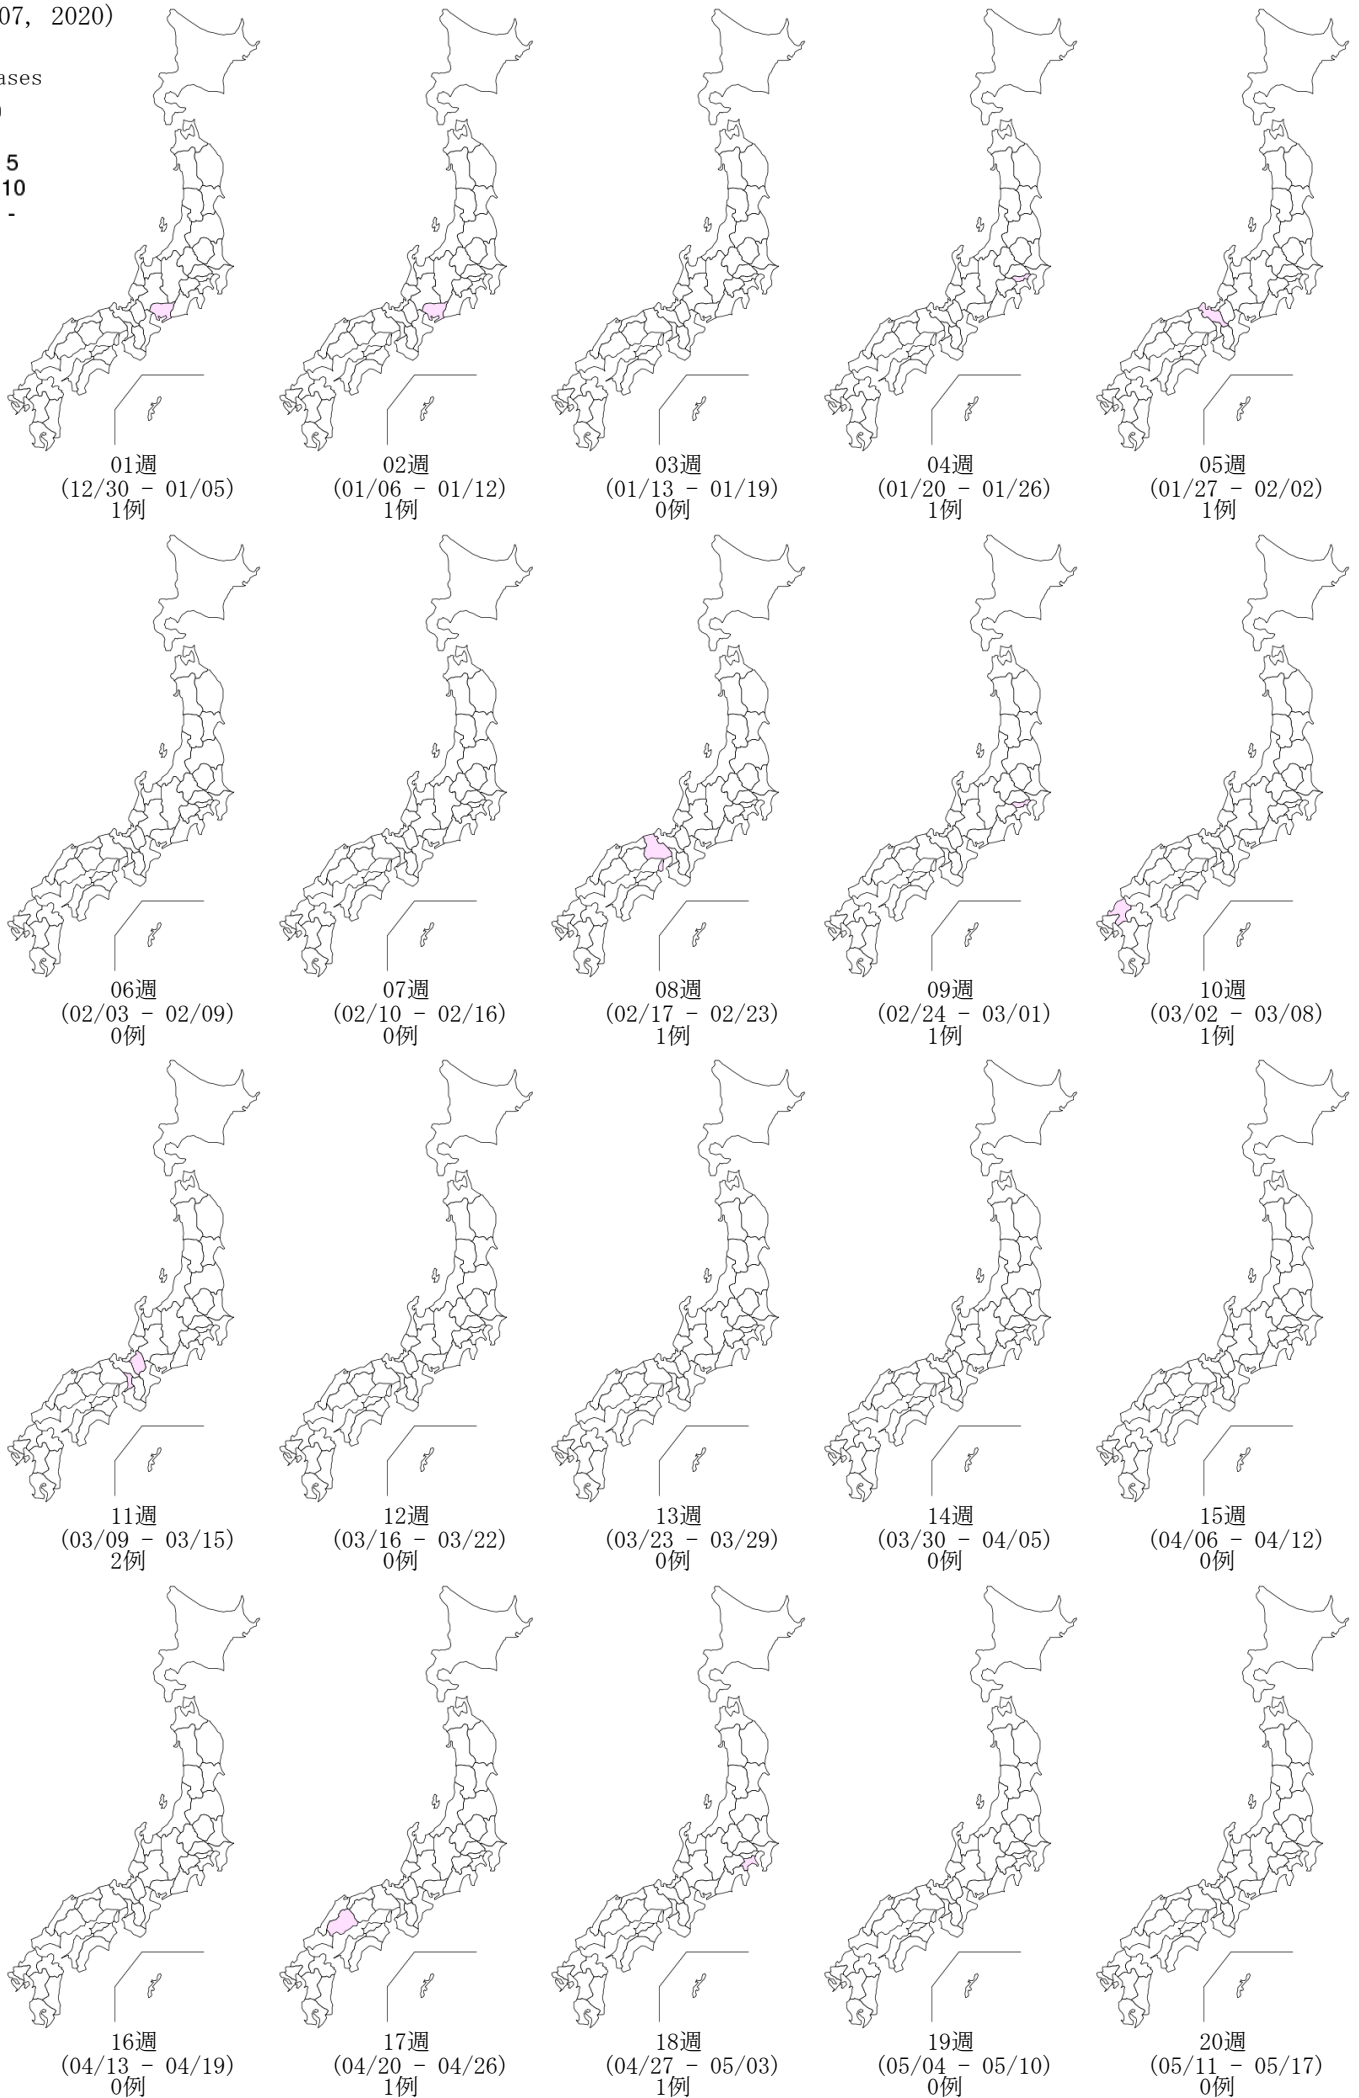 07, 2020)
ases
5
10
-
01週
(12/30 - 01/05)
1例
02週
(01/06 - 01/12)
1例
03週
(01/13 - 01/19)
0例
04週
(01/20 - 01/26)
1例
05週
(01/27 - 02/02)
1例
06週
(02/03 - 02/09)
0例
07週
(02/10 - 02/16)
0例
08週
(02/17 - 02/23)
1例
09週
(02/24 - 03/01)
1例
10週
(03/02 - 03/08)
1例
11週
(03/09 - 03/15)
2例
12週
(03/16 - 03/22)
0例
13週
(03/23 - 03/29)
0例
14週
(03/30 - 04/05)
0例
15週
(04/06 - 04/12)
0例
16週
(04/13 - 04/19)
0例
17週
(04/20 - 04/26)
1例
18週
(04/27 - 05/03)
1例
19週
(05/04 - 05/10)
0例
20週
(05/11 - 05/17)
0例